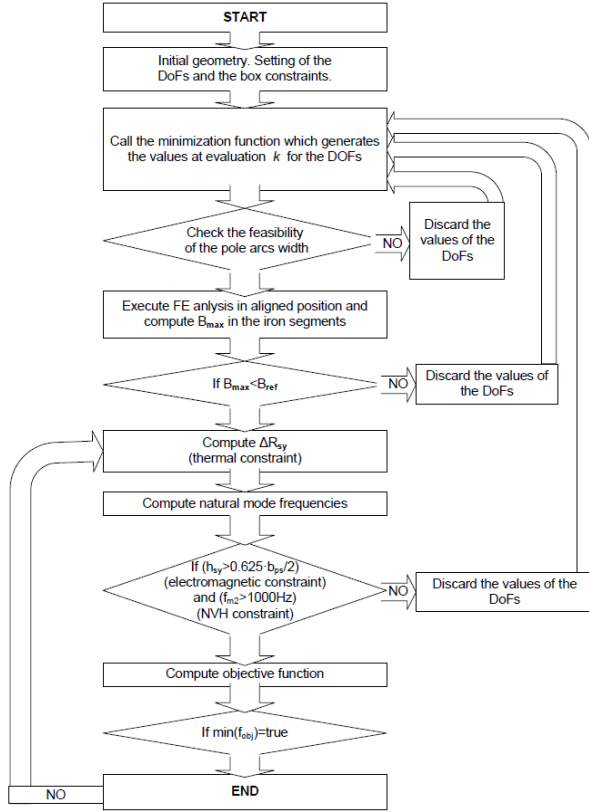 START
Initial geometry. Setting of the
DoFs and the box constraints.
Call the minimization function which generates
the values at evaluation k for the DOFs
Check the feasibility
of the pole arcs width
NO
Discard the
values of the
DoFs
Execute FE anlysis in aligned position and
compute Bmax in the iron segments
If Bmax<Bref
NO
Discard the values of
the DoFs
Compute ΔRsy
(thermal constraint)
Compute natural mode frequencies
If (hsy>0.625·bps/2)
(electromagnetic constraint)
and (fm2>1000Hz)
(NVH constraint)
NO
Discard the values of the
DoFs
Compute objective function
If min(fobj)=true
NO
END